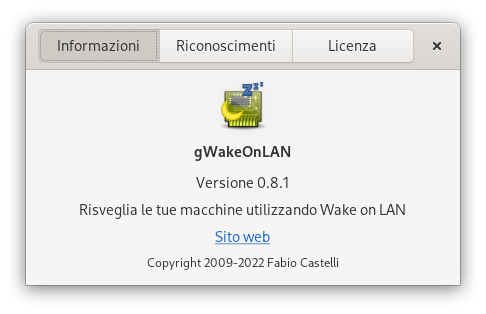 Informazioni
Riconoscimenti
Licenza
zzz
gWakeOnLAN
Versione 0.8.1
Risveglia le tue macchine utilizzando Wake on LAN
Sito web
Copyright 2009-2022 Fabio Castelli